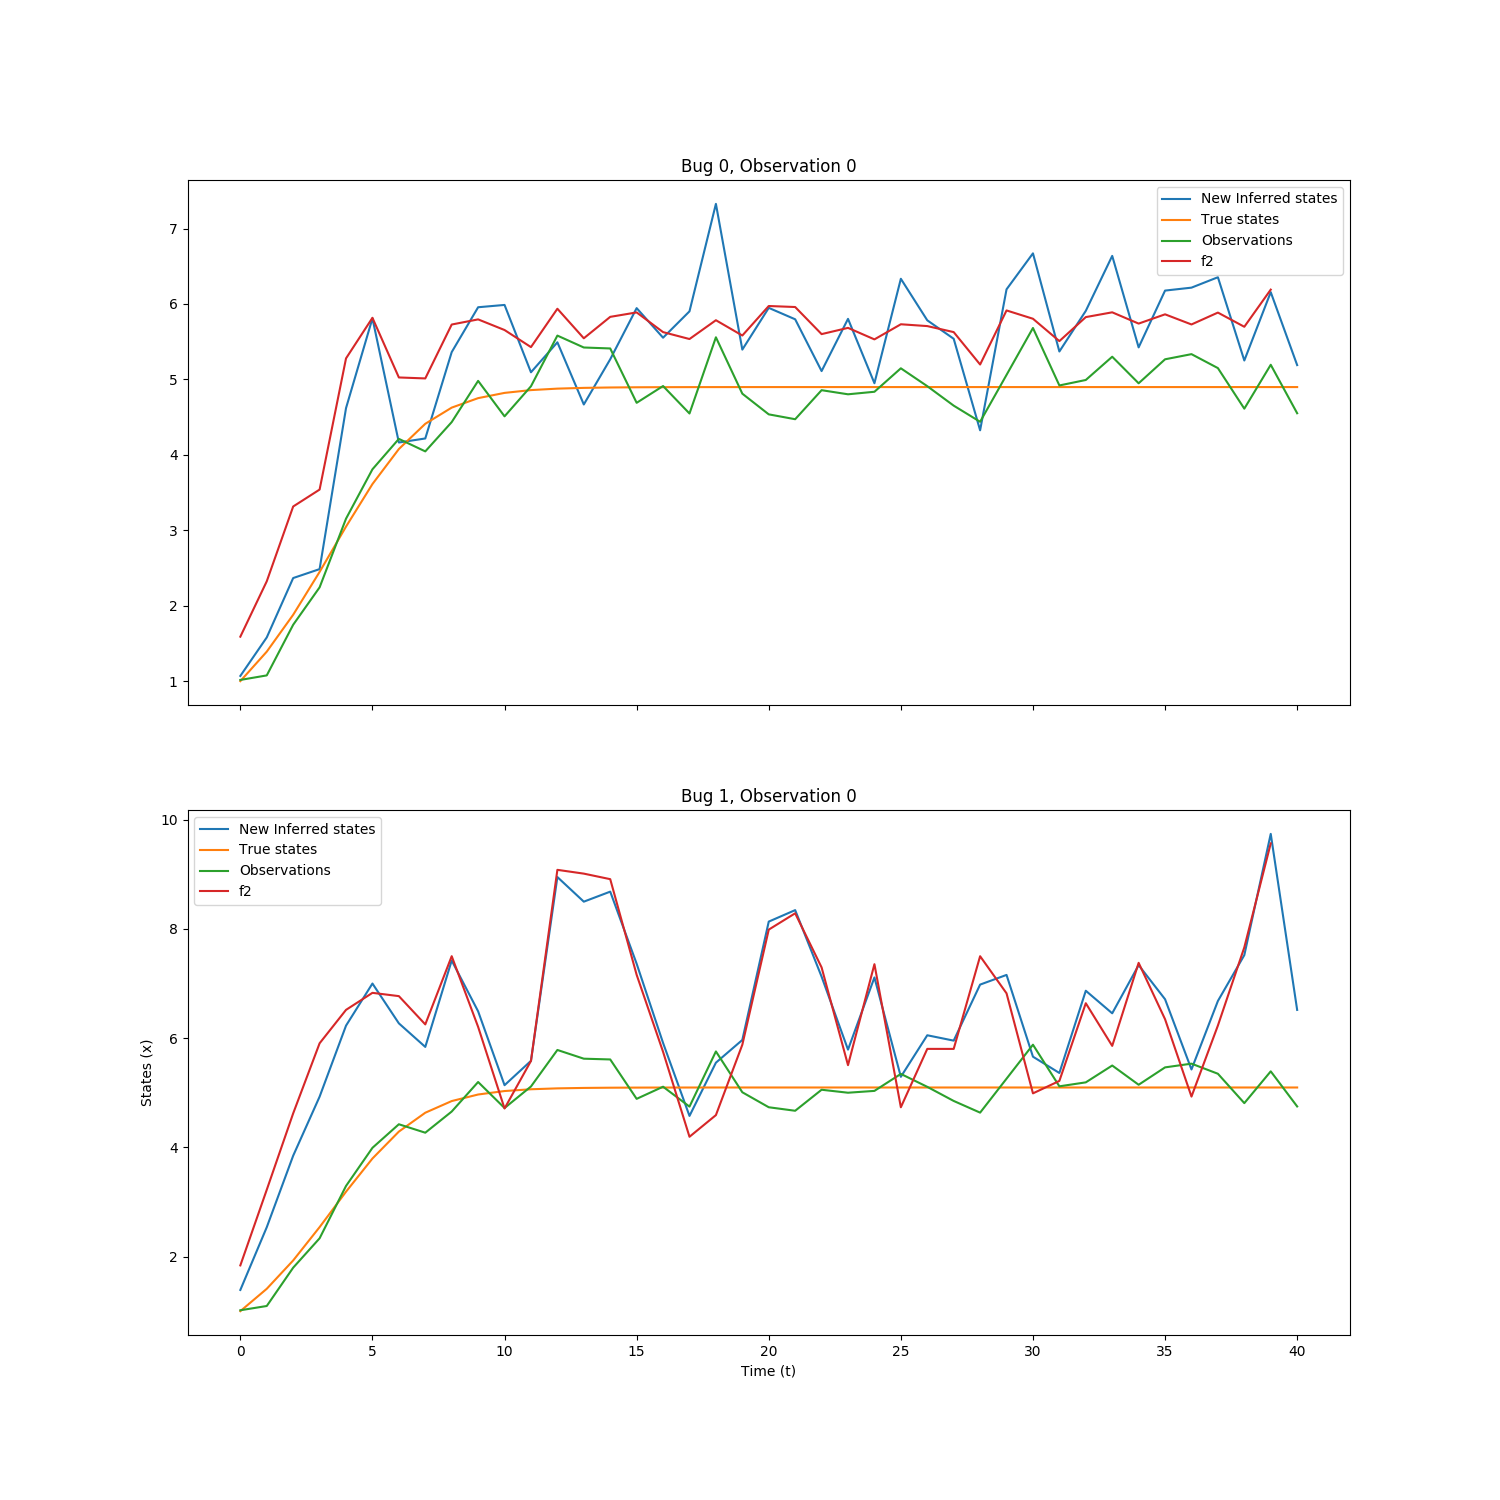 Bug 0, Observation 0
New Inferred states
True states
Observations
f2
7
6
5
4
3
2
1
Bug 1, Observation 0
New Inferred states
True states
Observations
f2
10
8
6
4
2
States (x)
0 5 10 15 20 25 30 35 40
Time (t)